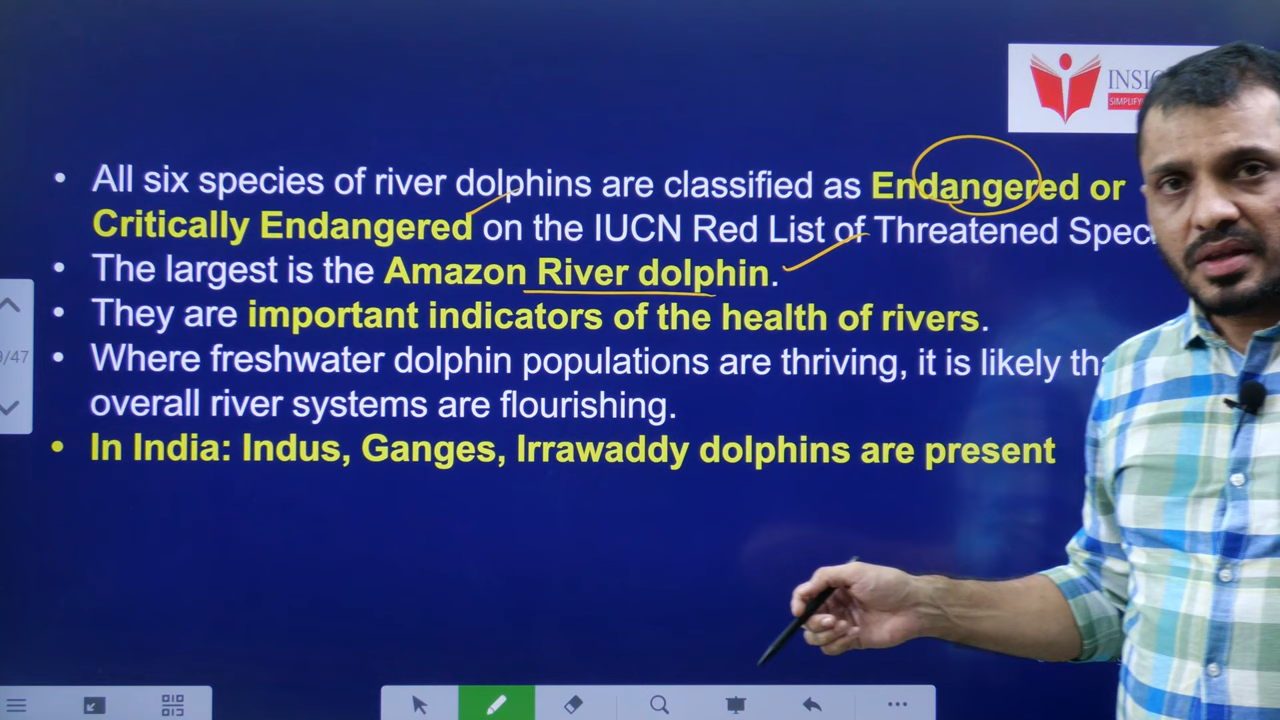 INSIG
SIMPLIFY
• All six species of river dolphins are classified as Endangered or
Critically Endangered on the IUCN Red List of Threatened Spec
• The largest is the Amazon River dolphin.
• They are important indicators of the health of rivers.
• Where freshwater dolphin populations are thriving, it is likely tha
overall river systems are flourishing.
• In India: Indus, Ganges, Irrawaddy dolphins are present
9/47